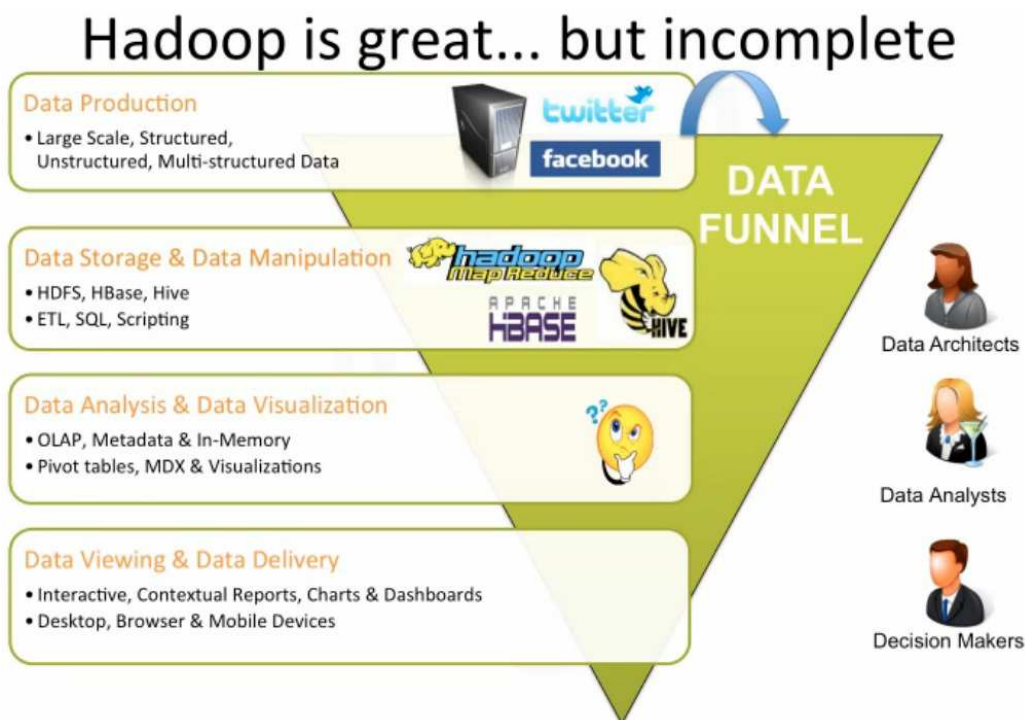 Hadoop is great... but incomplete
Data Production
• Large Scale, Structured,
Unstructured, Multi-structured Data
twitter
facebook
DATA
FUNNEL
Data Storage & Data Manipulation
• HDFS, HBase, Hive
• ETL, SQL, Scripting
hadoop
Map Reduce
APACHE
HBASE
HIVE
Data Architects
Data Analysis & Data Visualization
• OLAP, Metadata & In-Memory
• Pivot tables, MDX & Visualizations
??
Data Analysts
Data Viewing & Data Delivery
• Interactive, Contextual Reports, Charts & Dashboards
• Desktop, Browser & Mobile Devices
Decision Makers